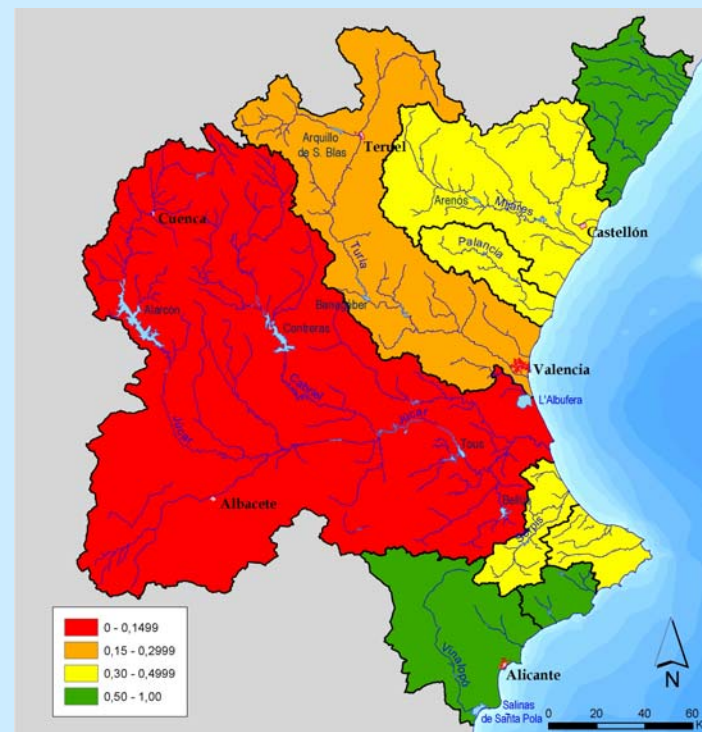 Arquillo
de S. Blas
Teruel
Cuenca
Arenós
Mijares
Castellón
Palancia
Turia
Alarcón
Benageber
Contreras
Valencia
L'Albufera
Cabriel
Júcar
Júcar
Tous
Albacete
Serpis
Vinalopó
Alicante
Salinas
de Santa Pola
0 - 0,1499
0,15 - 0,2999
0,30 - 0,4999
0,50 - 1,00
N
0 20 40 60